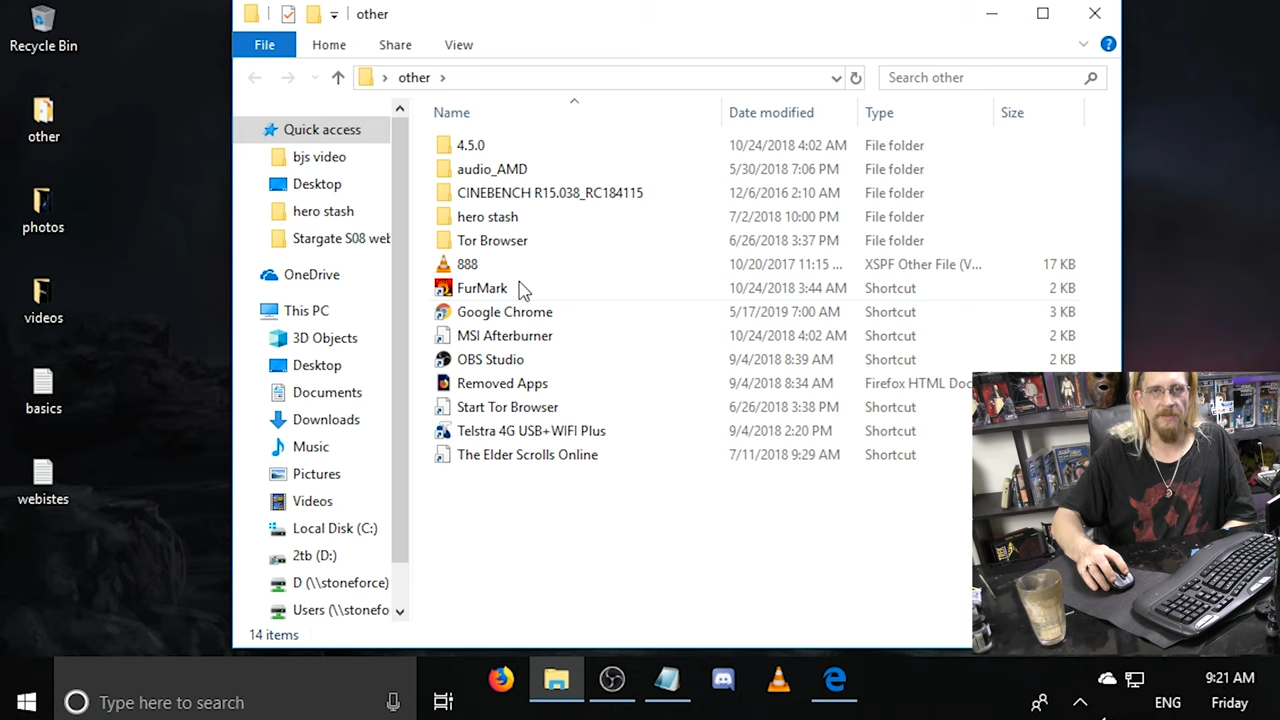 other
Recycle Bin
File Home Share View
other
other
Search other
Name Date modified Type Size
Quick access
bjs video
Desktop
hero stash
Stargate S08 web
OneDrive
This PC
3D Objects
Desktop
Documents
Downloads
Music
Pictures
Videos
Local Disk (C:)
2tb (D:)
D (\\stoneforce)
Users (\\stonefo
4.5.0 10/24/2018 4:02 AM File folder
audio_AMD 5/30/2018 7:06 PM File folder
CINEBENCH R15.038_RC184115 12/6/2016 2:10 AM File folder
hero stash 7/2/2018 10:00 PM File folder
Tor Browser 6/26/2018 3:37 PM File folder
888 10/20/2017 11:15 ... XSPF Other File (V... 17 KB
FurMark 10/24/2018 3:44 AM Shortcut 2 KB
Google Chrome 5/17/2019 7:00 AM Shortcut 3 KB
MSI Afterburner 10/24/2018 4:02 AM Shortcut 2 KB
OBS Studio 9/4/2018 8:39 AM Shortcut 2 KB
Removed Apps 9/4/2018 8:34 AM Firefox HTML Doc
Start Tor Browser 6/26/2018 3:38 PM Shortcut
Telstra 4G USB+WIFI Plus 9/4/2018 2:20 PM Shortcut
The Elder Scrolls Online 7/11/2018 9:29 AM Shortcut
photos
videos
basics
webistes
14 items
Type here to search
ENG
9:21 AM
Friday